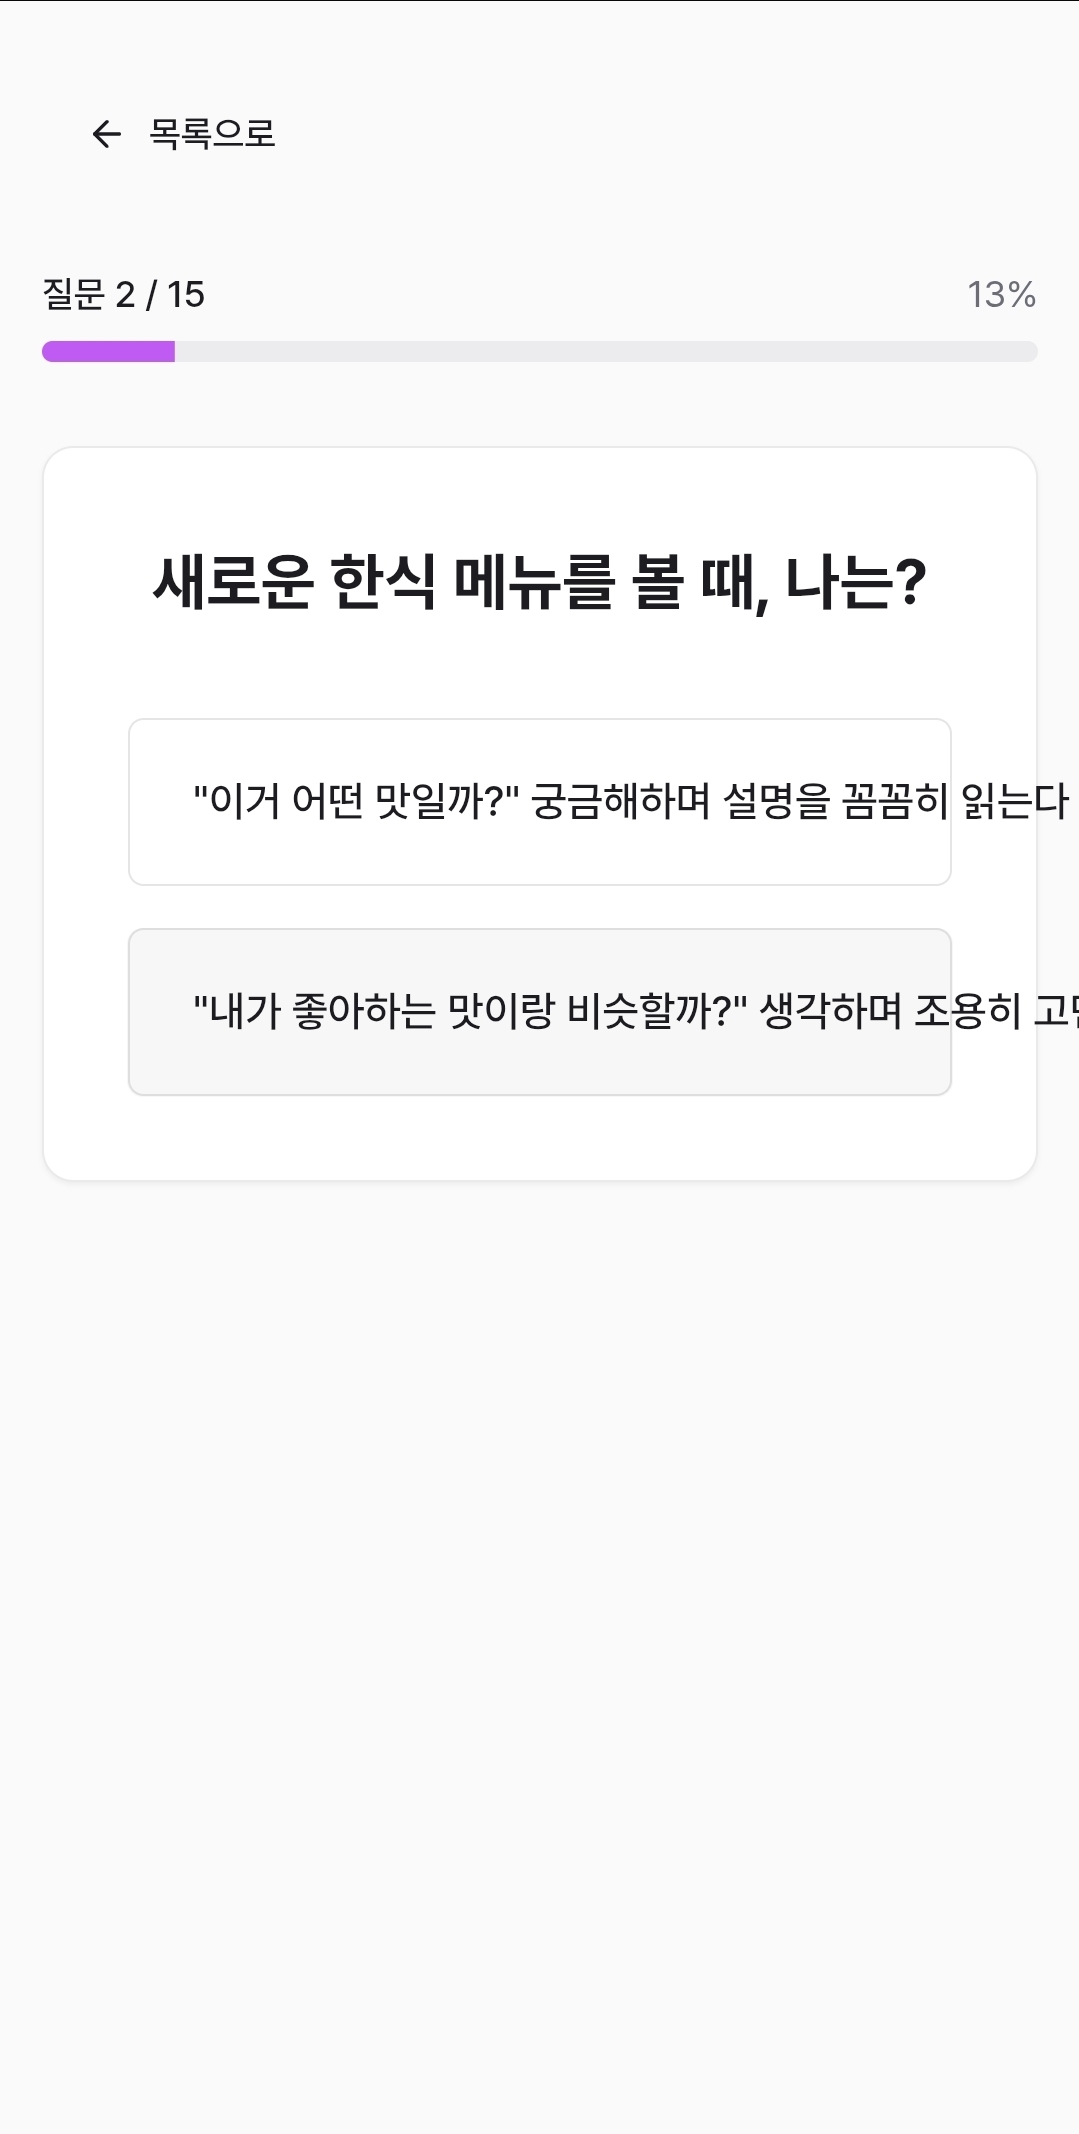 목록으로
질문 2 / 15
13%
새로운 한식 메뉴를 볼 때, 나는?
"이거 어떤 맛일까?" 궁금해하며 설명을 꼼꼼히 읽는다
"내가 좋아하는 맛이랑 비슷할까?" 생각하며 조용히